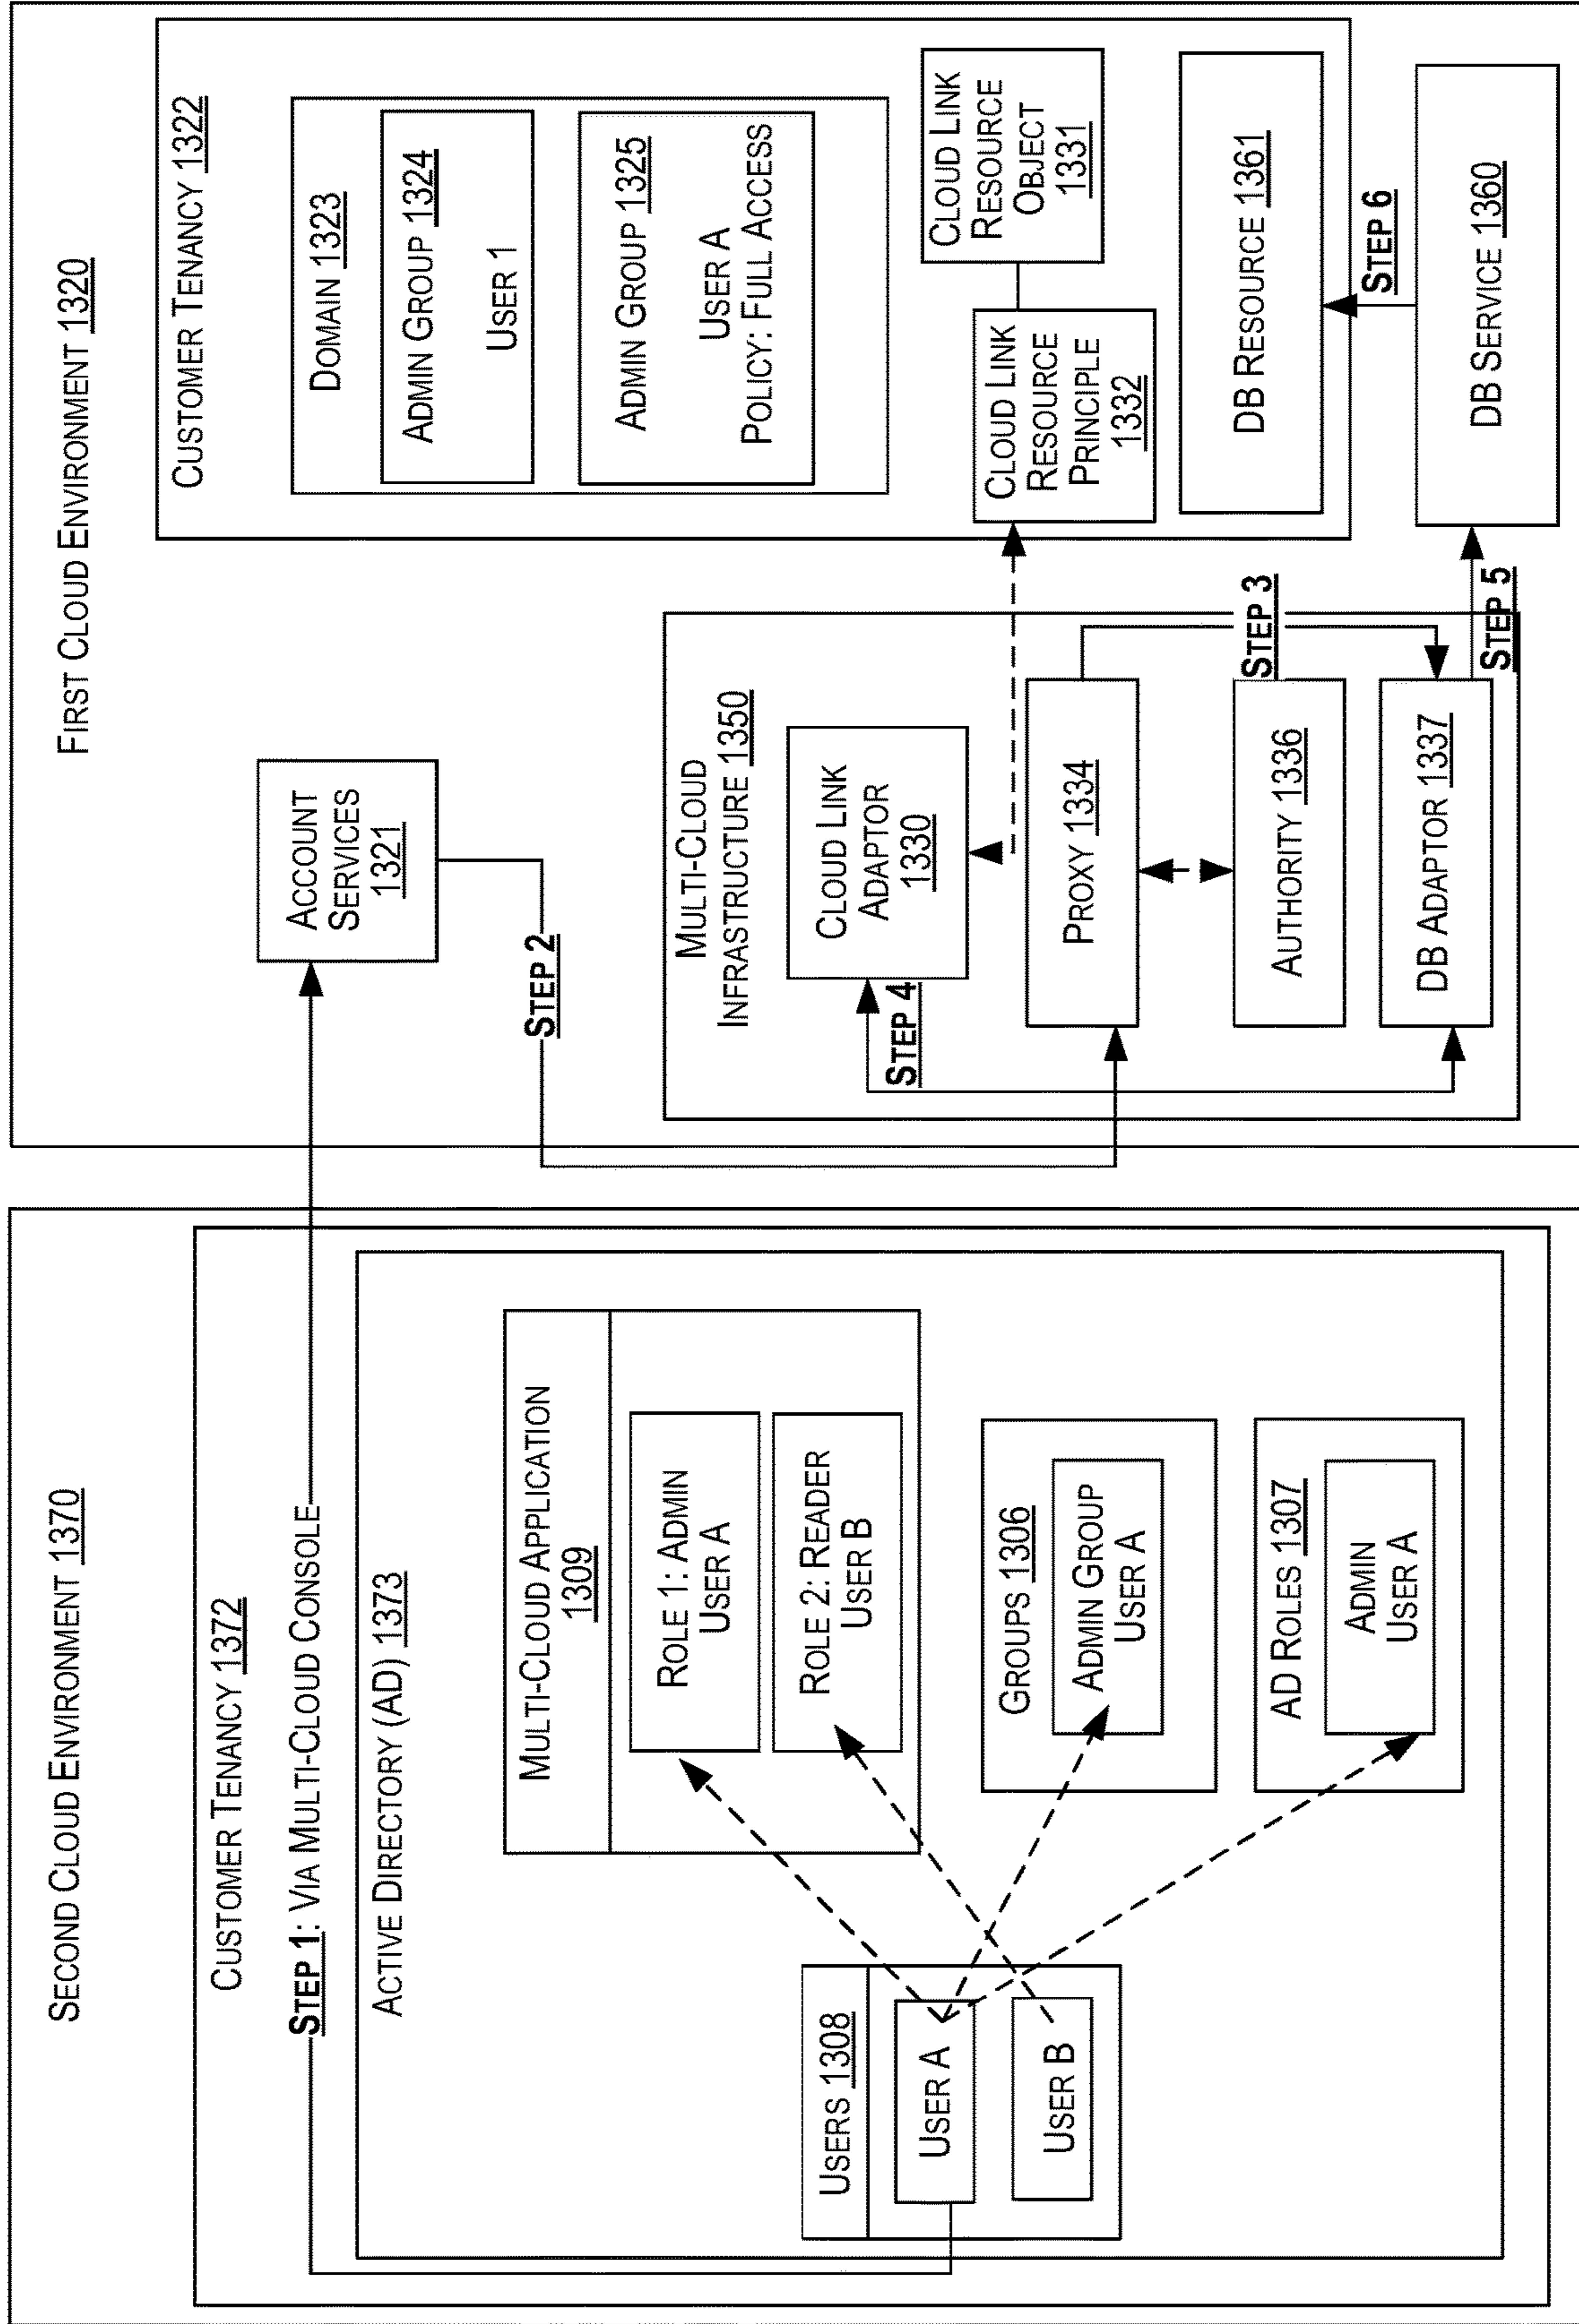 SECOND CLOUD ENVIRONMENT 1370
CUSTOMER TENANCY 1372
STEP 1: VIA MULTI-CLOUD CONSOLE
ACTIVE DIRECTORY (AD) 1373
MULTI-CLOUD APPLICATION
1309
ROLE 1: ADMIN
USER A
ROLE 2: READER
USER B
USERS 1308
USER A
USER B
GROUPS 1306
ADMIN GROUP
USER A
AD ROLES 1307
ADMIN
USER A
FIRST CLOUD ENVIRONMENT 1320
ACCOUNT
SERVICES
1321
STEP 2
MULTI-CLOUD
INFRASTRUCTURE 1350
CLOUD LINK
ADAPTOR
1330
STEP 4
PROXY 1334
STEP 3
AUTHORITY 1336
DB ADAPTOR 1337
STEP 5
CUSTOMER TENANCY 1322
DOMAIN 1323
ADMIN GROUP 1324
USER 1
ADMIN GROUP 1325
USER A
POLICY: FULL ACCESS
CLOUD LINK
RESOURCE
OBJECT
1331
CLOUD LINK
RESOURCE
PRINCIPLE
1332
DB RESOURCE 1361
STEP 6
DB SERVICE 1360